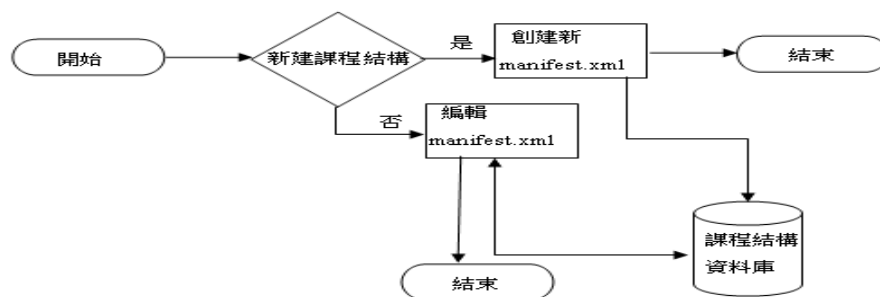 開始
新建課程結構
是
創建新
manifest.xml
結束
否
編輯
manifest.xml
課程結構
資料庫
結束